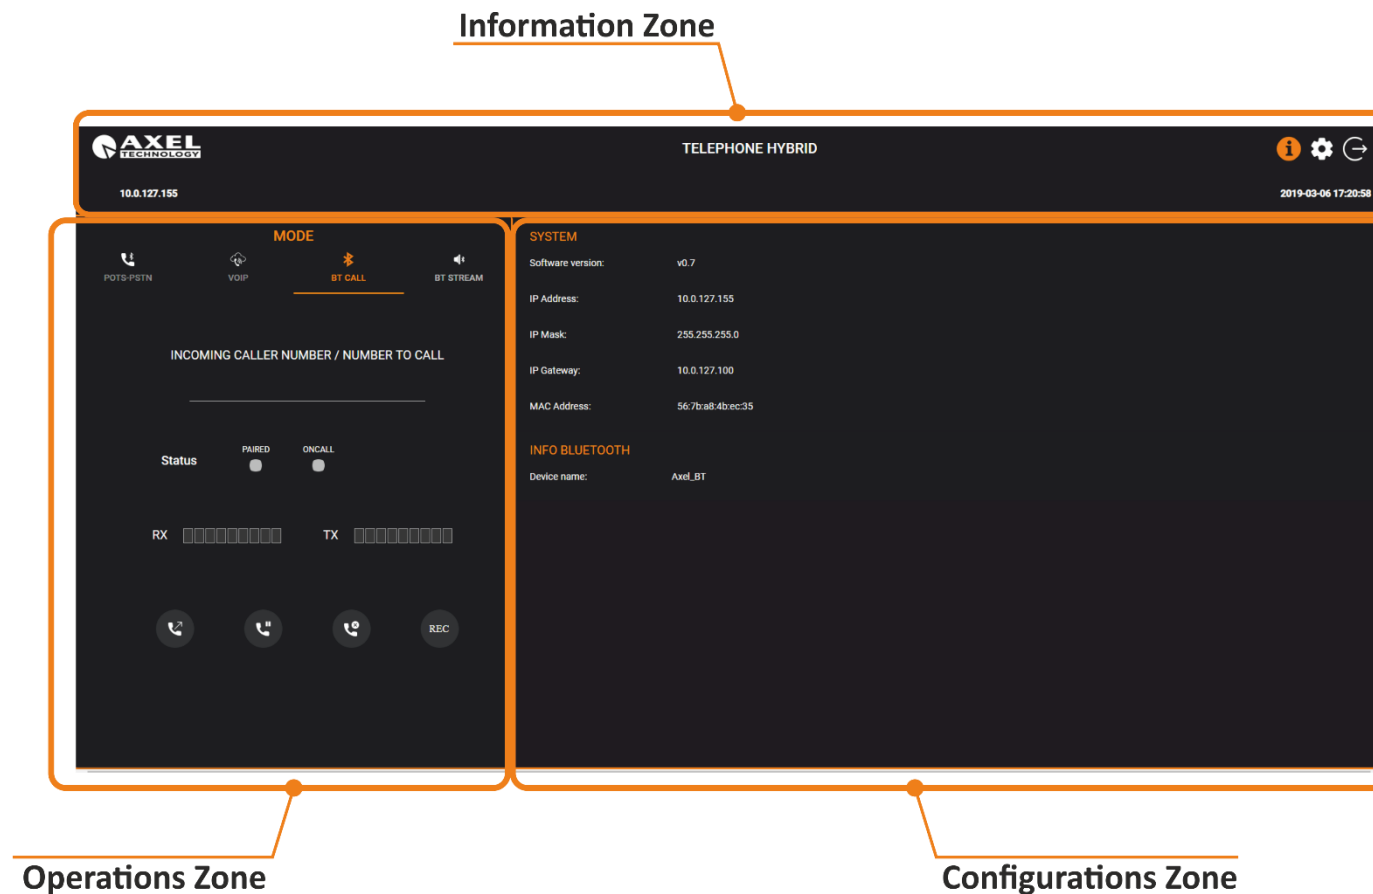 Information Zone
AXEL
TECHNOLOGY
TELEPHONE HYBRID
10.0.127.155
2019-03-06 17:20:58
MODE
POTS-PSTN
VOIP
BT CALL
BT STREAM
INCOMING CALLER NUMBER / NUMBER TO CALL
Status
PAIRED
ONCALL
RX
TX
REC
SYSTEM
Software version: v0.7
IP Address: 10.0.127.155
IP Mask: 255.255.255.0
IP Gateway: 10.0.127.100
MAC Address: 56:7b:a8:4b:ec:35
INFO BLUETOOTH
Device name: Axel_BT
Operations Zone
Configurations Zone